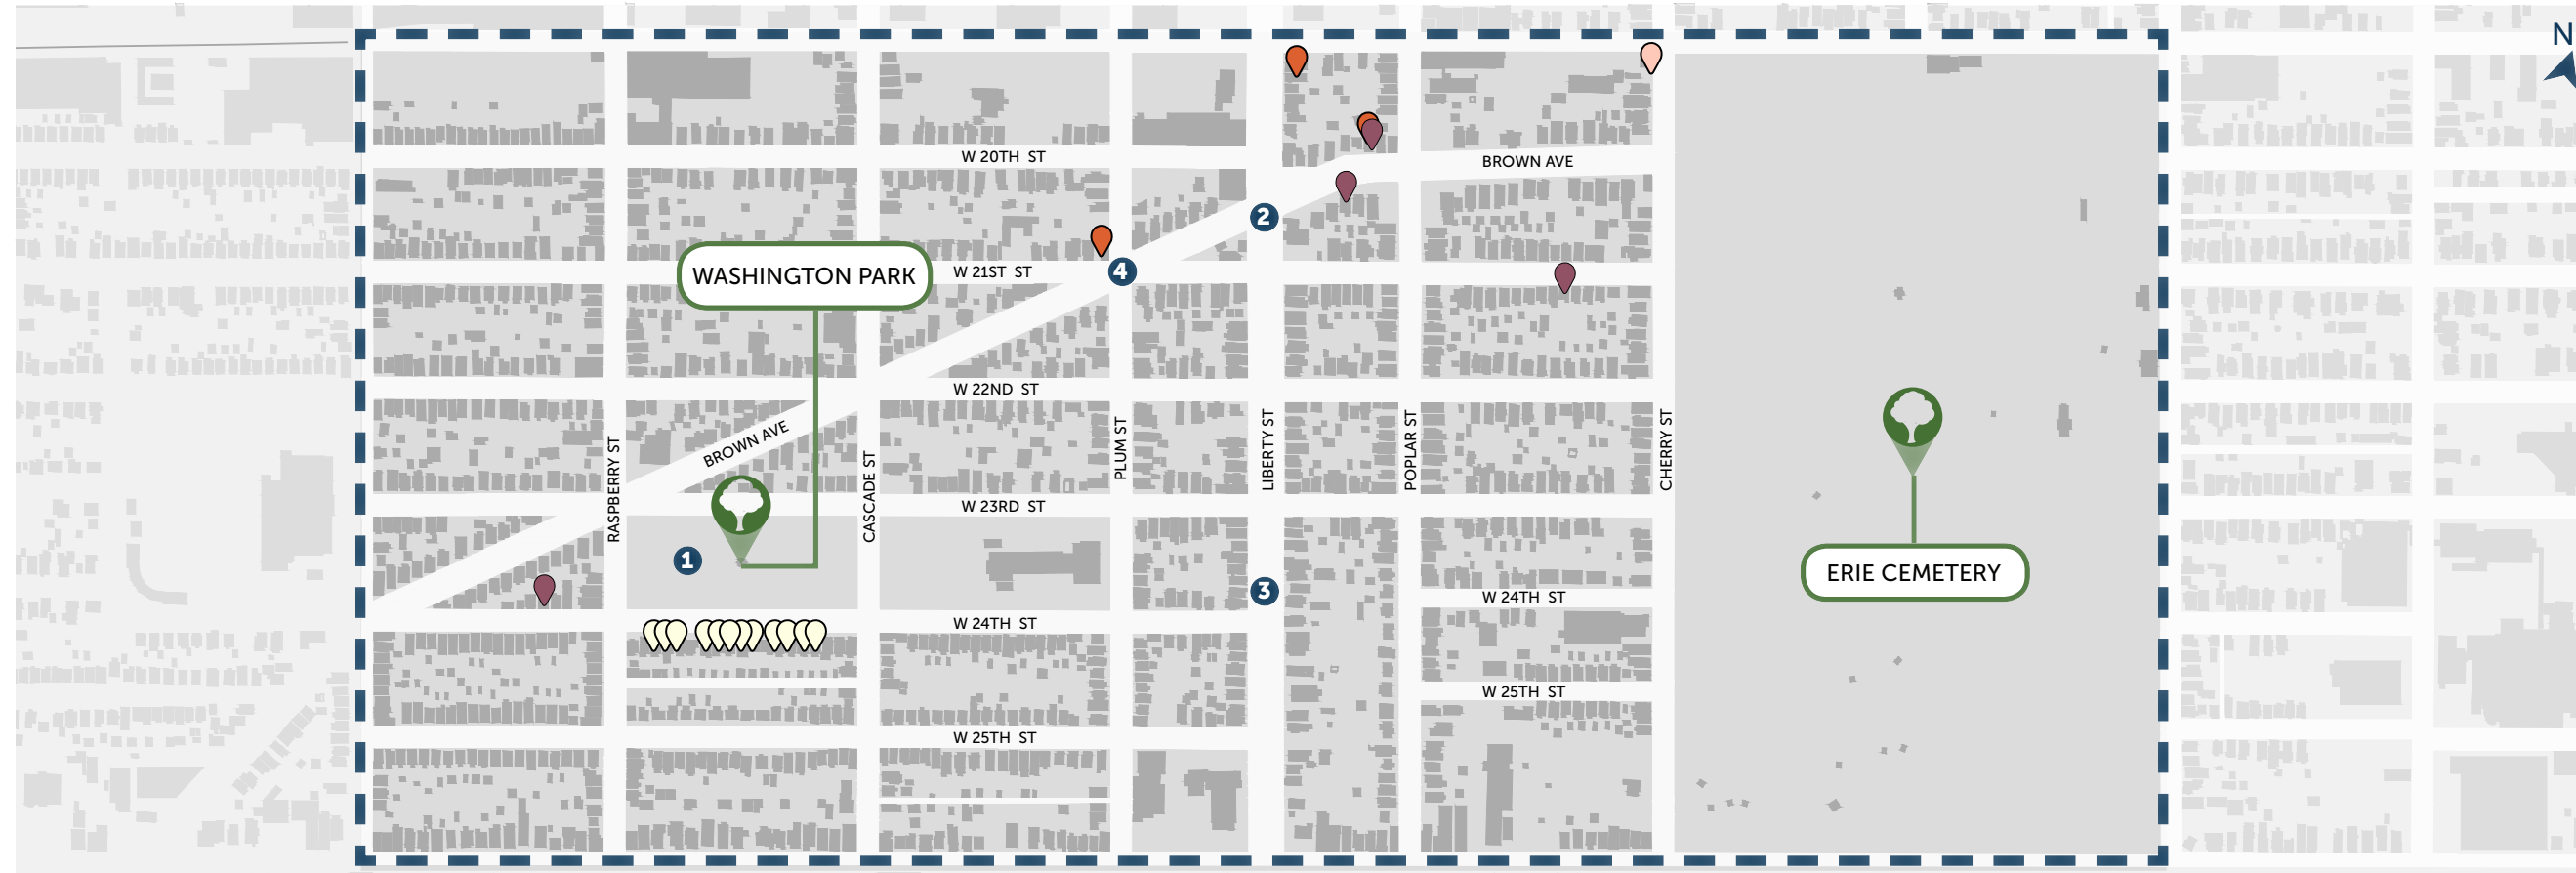 N
W 20TH ST
BROWN AVE
2
W 21ST ST
4
WASHINGTON PARK
W 22ND ST
BROWN AVE
RASPBERRY ST
CASCADE ST
PLUM ST
LIBERTY ST
POPLAR ST
CHERRY ST
W 23RD ST
1
3
ERIE CEMETERY
W 24TH ST
W 24TH ST
W 25TH ST
W 25TH ST